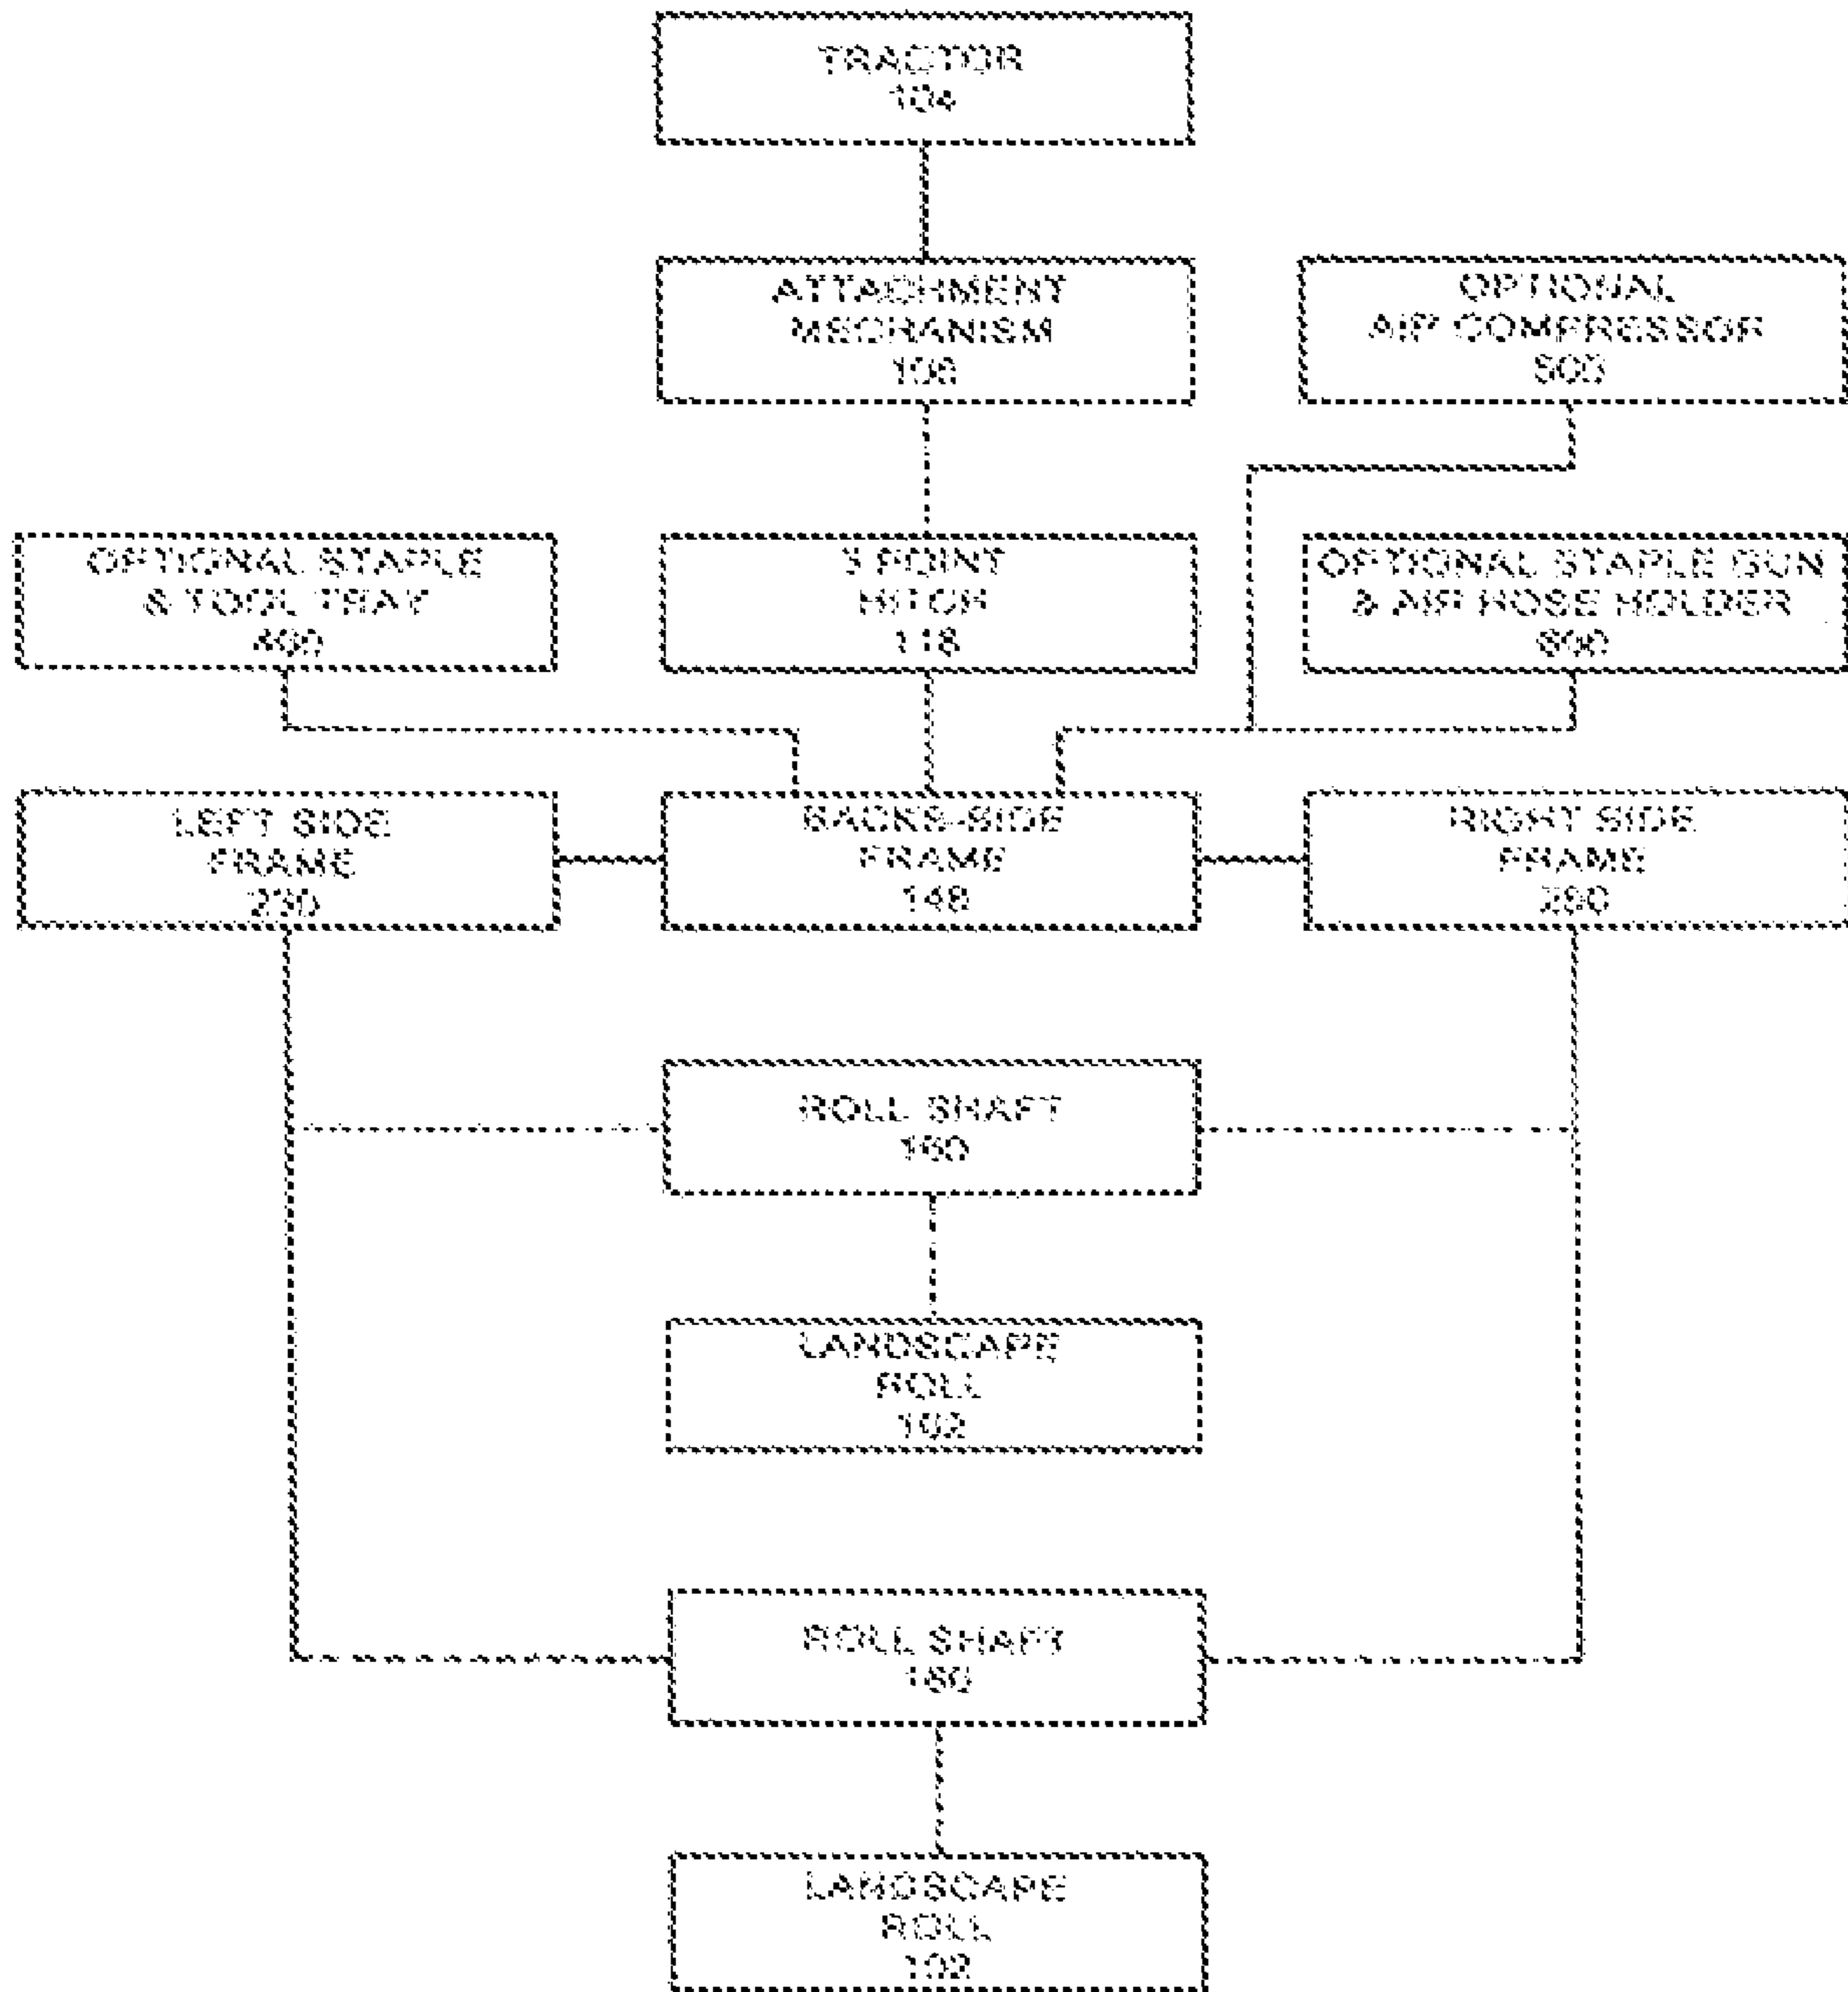 TRACTOR
104
ATTACHMENT
MECHANISM
OPTIONAL
AIR COMPRESSOR
OPTIONAL STAPLE
& TOOL TRAY
3 POINT
HITCH
118
OPTIONAL STAPLE GUN
& AIR HOSE HOLDER
LEFT SIDE
FRAME
230
BACKS-SIDE
FRAME
148
RIGHT SIDE
FRAME
ROLL SHAFT
LANDSCAPE
ROLL
102
ROLL SHAFT
LANDSCAPE
ROLL
102